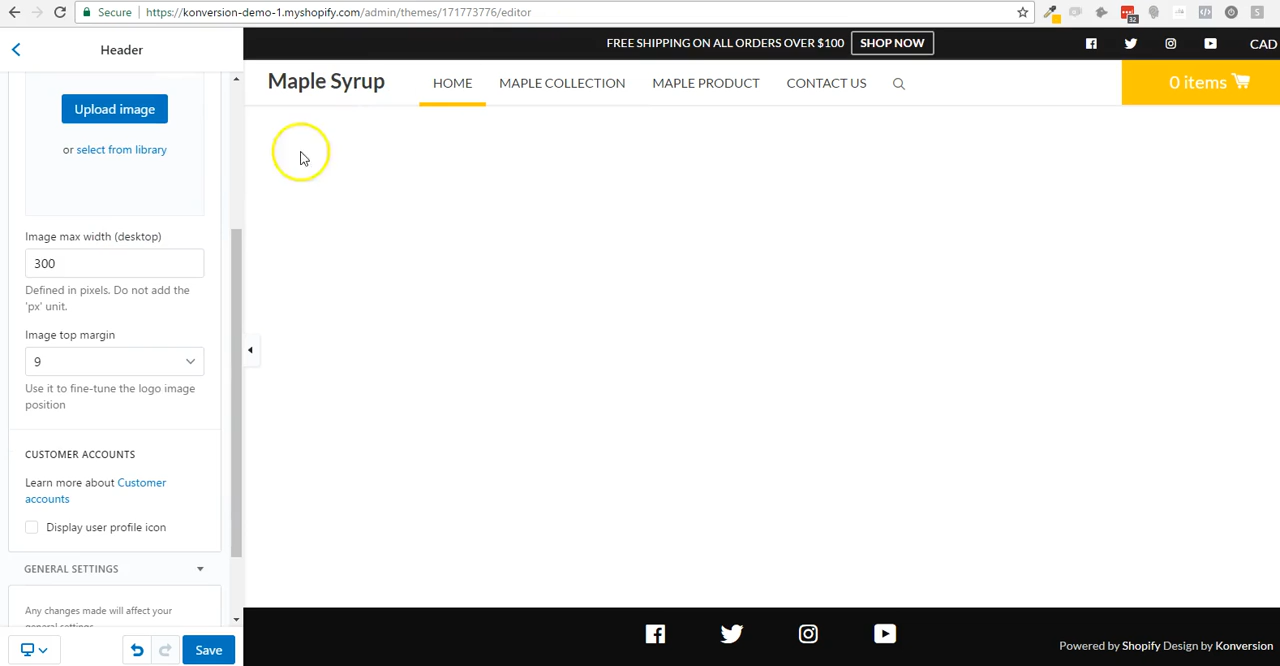 Secure
https://konversion-demo-1.myshopify.com/admin/themes/171773776/editor
32
Header
FREE SHIPPING ON ALL ORDERS OVER $100 SHOP NOW
CAD
Maple Syrup
HOME MAPLE COLLECTION MAPLE PRODUCT CONTACT US
0 items
Upload image
or select from library
Image max width (desktop)
300
Defined in pixels. Do not add the
'px' unit.
Image top margin
9
Use it to fine-tune the logo image
position
CUSTOMER ACCOUNTS
Learn more about Customer
accounts
Display user profile icon
GENERAL SETTINGS
Any changes made will affect your
general settings
Save
Powered by Shopify Design by Konversion